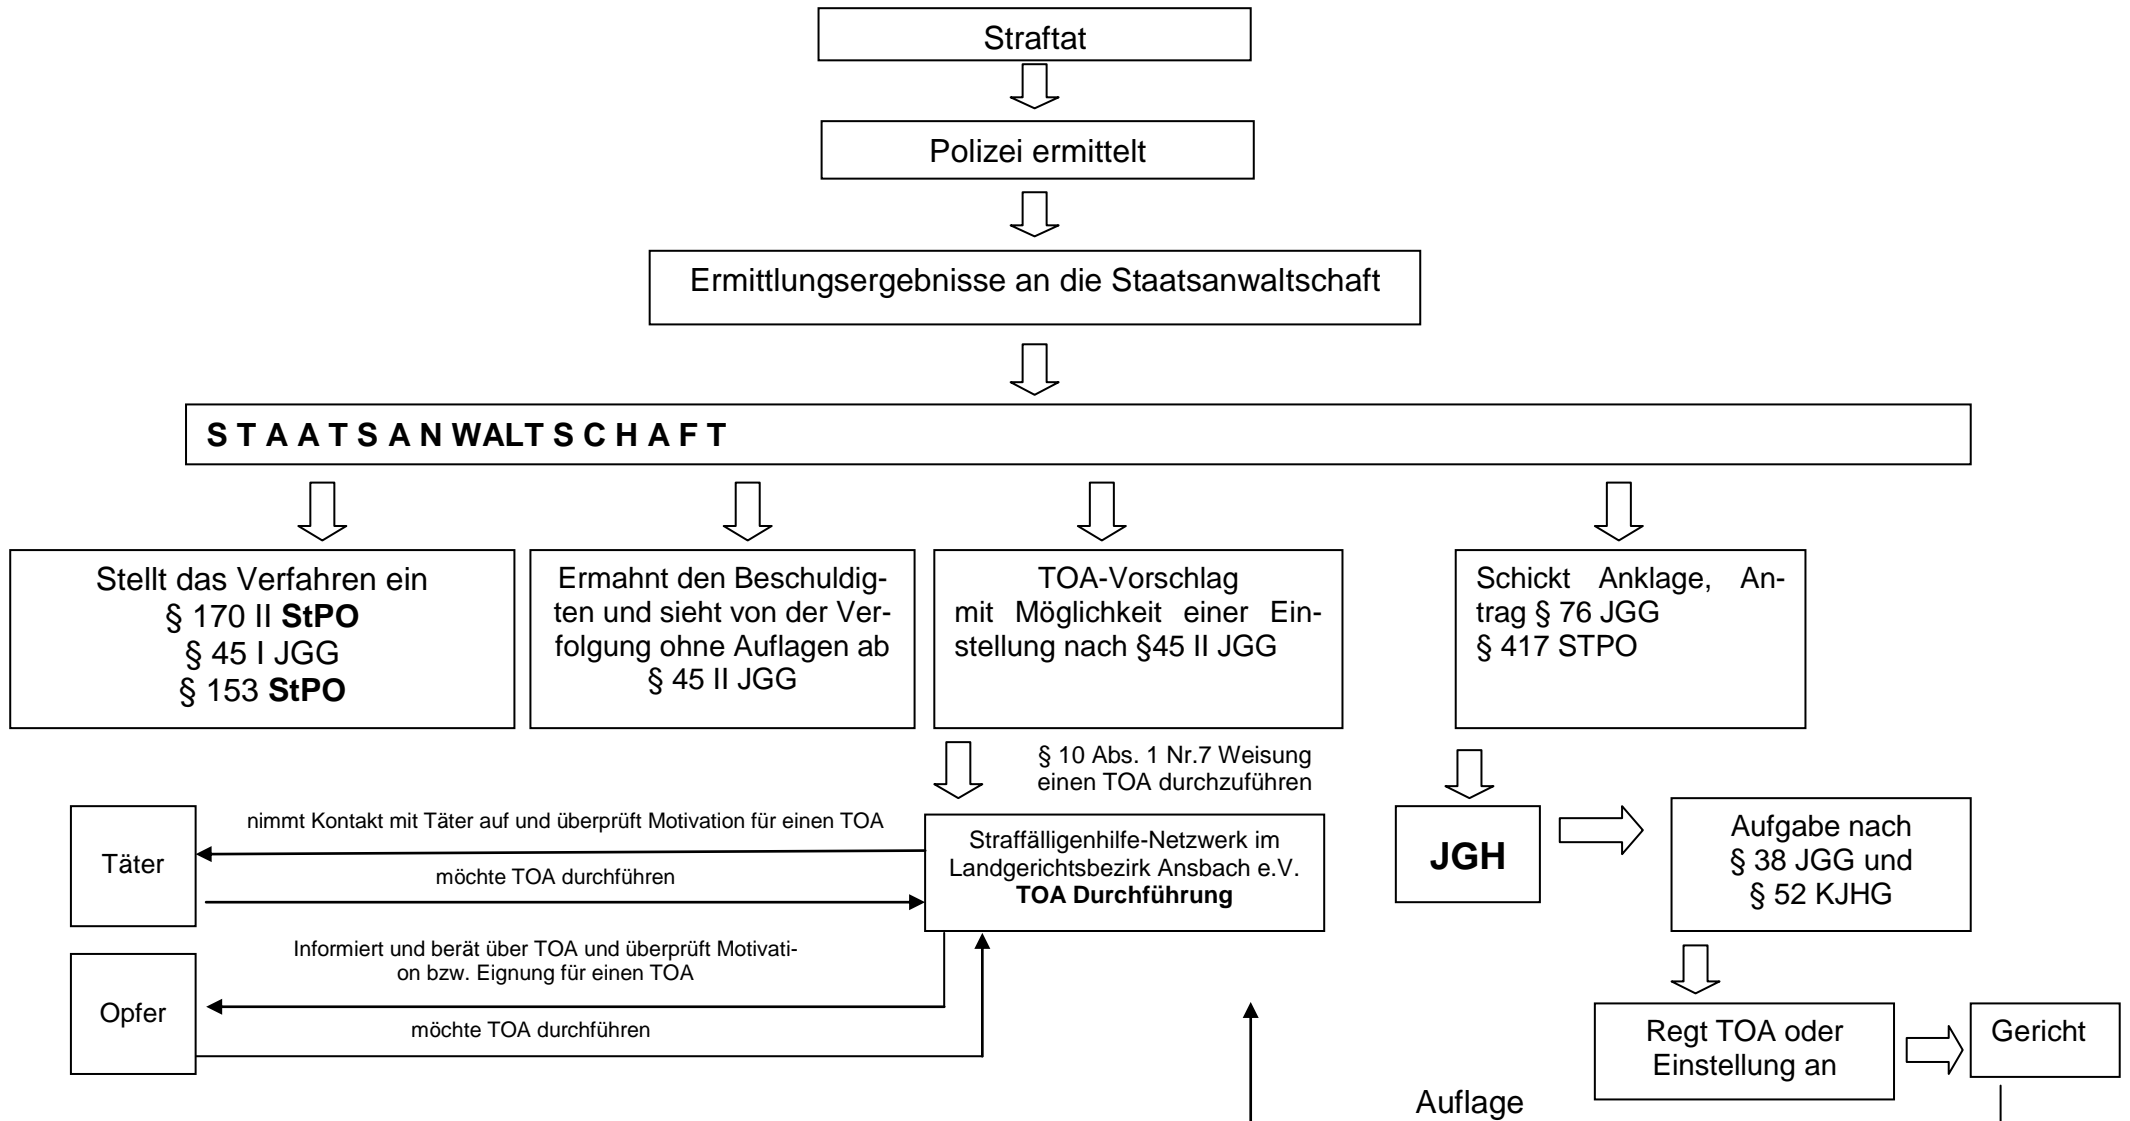 Straftat
Polizei ermittelt
Ermittlungsergebnisse an die Staatsanwaltschaft
S T A A T S A N WALT S C H A F T
Stellt das Verfahren ein
§ 170 II StPO
§ 45 I JGG
§ 153 StPO
Ermahnt den Beschuldig-
ten und sieht von der Ver-
folgung ohne Auflagen ab
§ 45 II JGG
TOA-Vorschlag
mit Möglichkeit einer Ein-
stellung nach §45 II JGG
Schickt Anklage, An-
trag § 76 JGG
§ 417 STPO
§ 10 Abs. 1 Nr.7 Weisung
einen TOA durchzuführen
Täter
nimmt Kontakt mit Täter auf und überprüft Motivation für einen TOA
möchte TOA durchführen
Straffälligenhilfe-Netzwerk im
Landgerichtsbezirk Ansbach e.V.
TOA Durchführung
JGH
Aufgabe nach
§ 38 JGG und
§ 52 KJHG
Opfer
Informiert und berät über TOA und überprüft Motivati-
on bzw. Eignung für einen TOA
möchte TOA durchführen
Regt TOA oder
Einstellung an
Gericht
Auflage